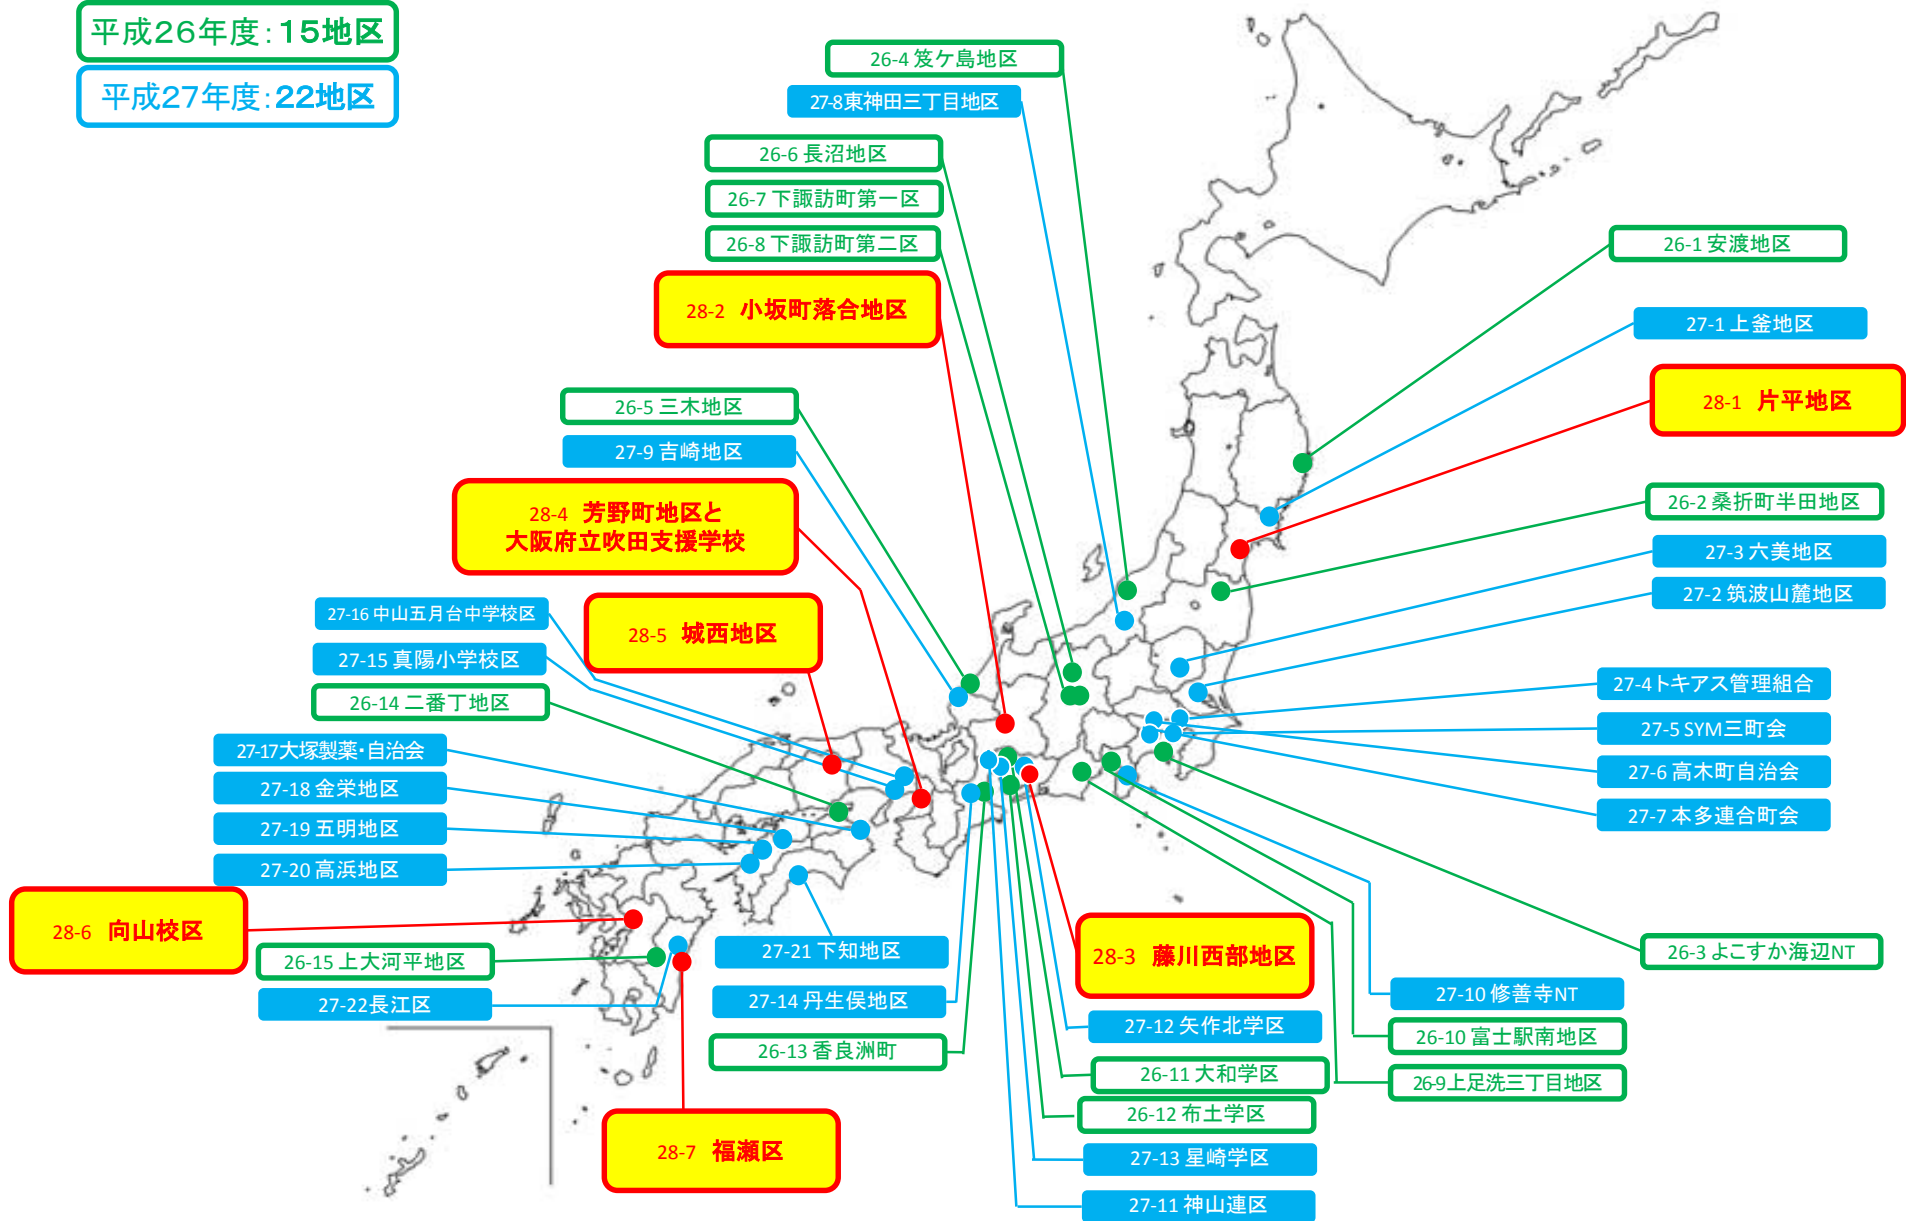 平成26年度：15地区
平成27年度：22地区
26-4 笈ケ島地区
27-8東神田三丁目地区
26-6 長沼地区
26-7 下諏訪町第一区
26-8 下諏訪町第二区
28-2 小坂町落合地区
26-5 三木地区
27-9 吉崎地区
28-4 芳野町地区と
大阪府立吹田支援学校
27-16 中山五月台中学校区
28-5 城西地区
27-15 真陽小学校区
26-14 二番丁地区
27-17大塚製薬・自治会
27-18 金栄地区
27-19 五明地区
27-20 高浜地区
28-6 向山校区
26-15 上大河平地区
27-22長江区
27-21 下知地区
27-14 丹生俣地区
26-13 香良洲町
28-7 福瀬区
26-1 安渡地区
27-1 上釜地区
28-1 片平地区
26-2 桑折町半田地区
27-3 六美地区
27-2 筑波山麓地区
27-4トキアス管理組合
27-5 SYM三町会
27-6 高木町自治会
27-7 本多連合町会
26-3 よこすか海辺NT
28-3 藤川西部地区
27-10 修善寺NT
27-12 矢作北学区
26-10 富士駅南地区
26-11 大和学区
26-9上足洗三丁目地区
26-12 布土学区
27-13 星崎学区
27-11 神山連区